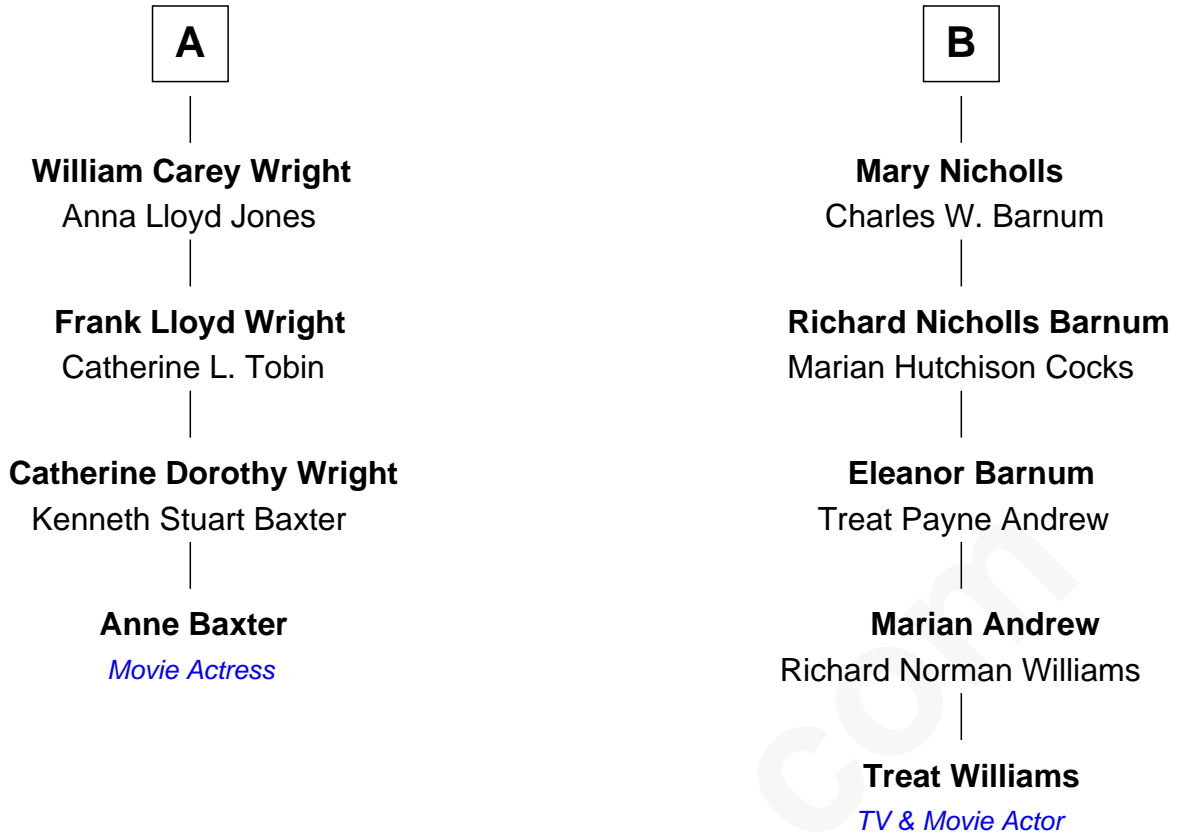 A
William Carey Wright
Anna Lloyd Jones
Frank Lloyd Wright
Catherine L. Tobin
Catherine Dorothy Wright
Kenneth Stuart Baxter
Anne Baxter
Movie Actress
B
Mary Nicholls
Charles W. Barnum
Richard Nicholls Barnum
Marian Hutchison Cocks
Eleanor Barnum
Treat Payne Andrew
Marian Andrew
Richard Norman Williams
Treat Williams
TV & Movie Actor
com